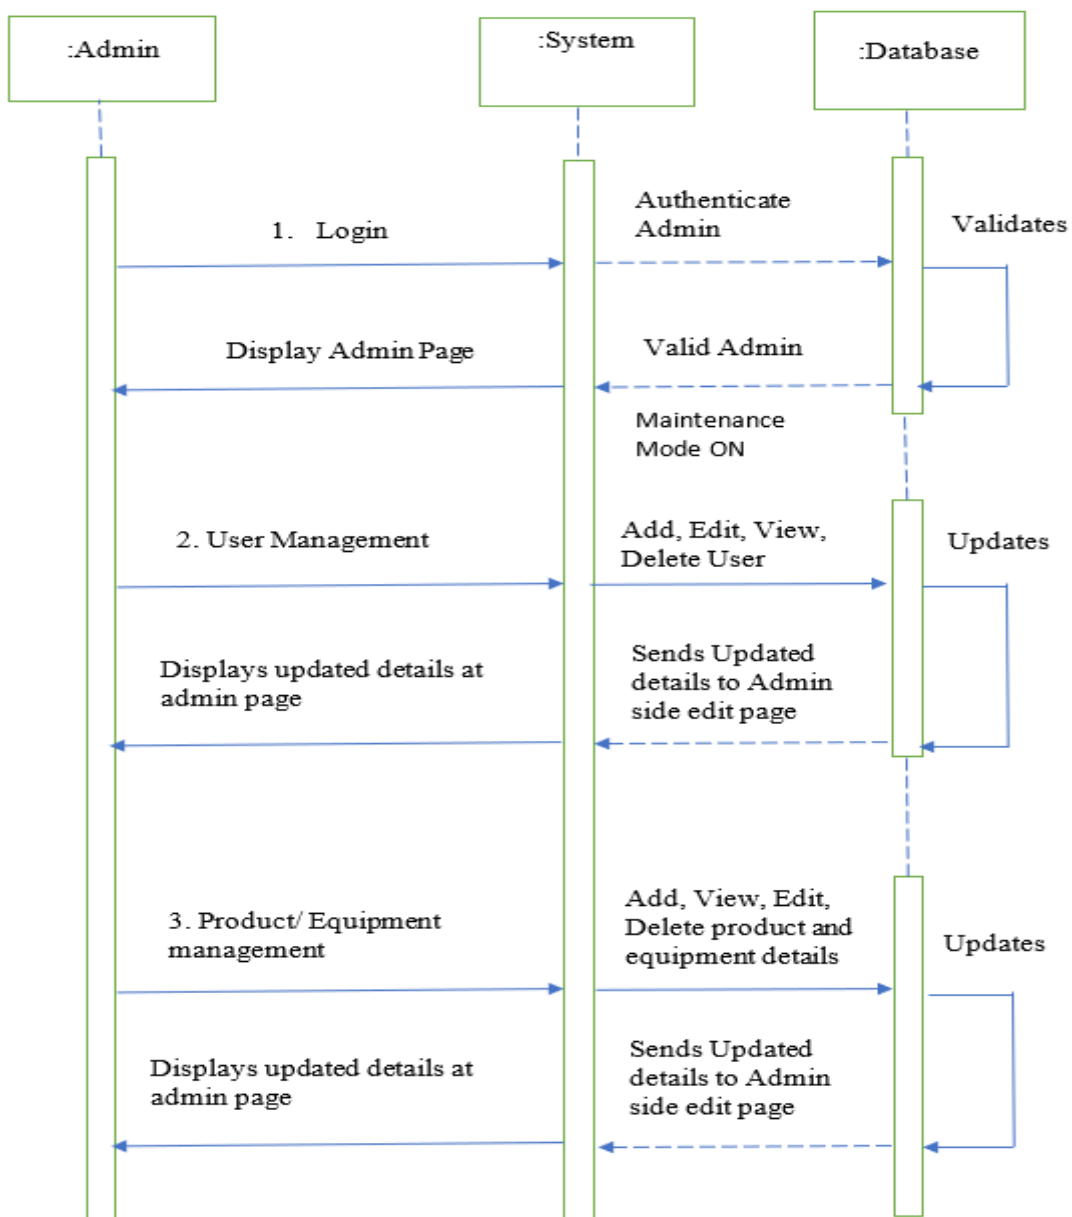 :Admin
:System
:Database
1. Login
Authenticate
Admin
Validates
Display Admin Page
Valid Admin
Maintenance
Mode ON
2. User Management
Add, Edit, View,
Delete User
Updates
Displays updated details at
admin page
Sends Updated
details to Admin
side edit page
3. Product/ Equipment
management
Add, View, Edit,
Delete product and
equipment details
Updates
Displays updated details at
admin page
Sends Updated
details to Admin
side edit page